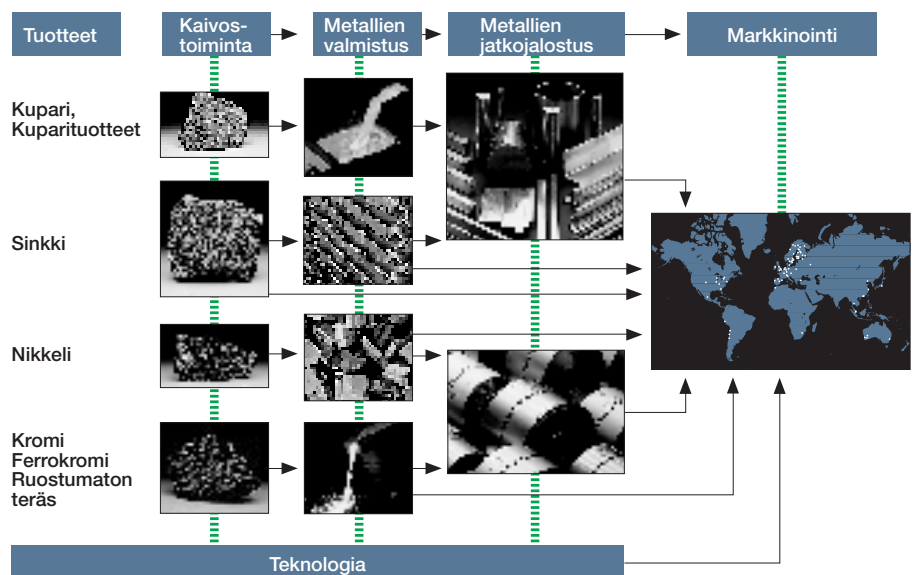 Tuotteet
Kaivos-
toiminta
Metallien
valmistus
Metallien
jatkojalostus
Markkinointi
Kupari,
Kuparituotteet
Sinkki
Nikkeli
Kromi
Ferrokromi
Ruostumaton
teräs
Teknologia